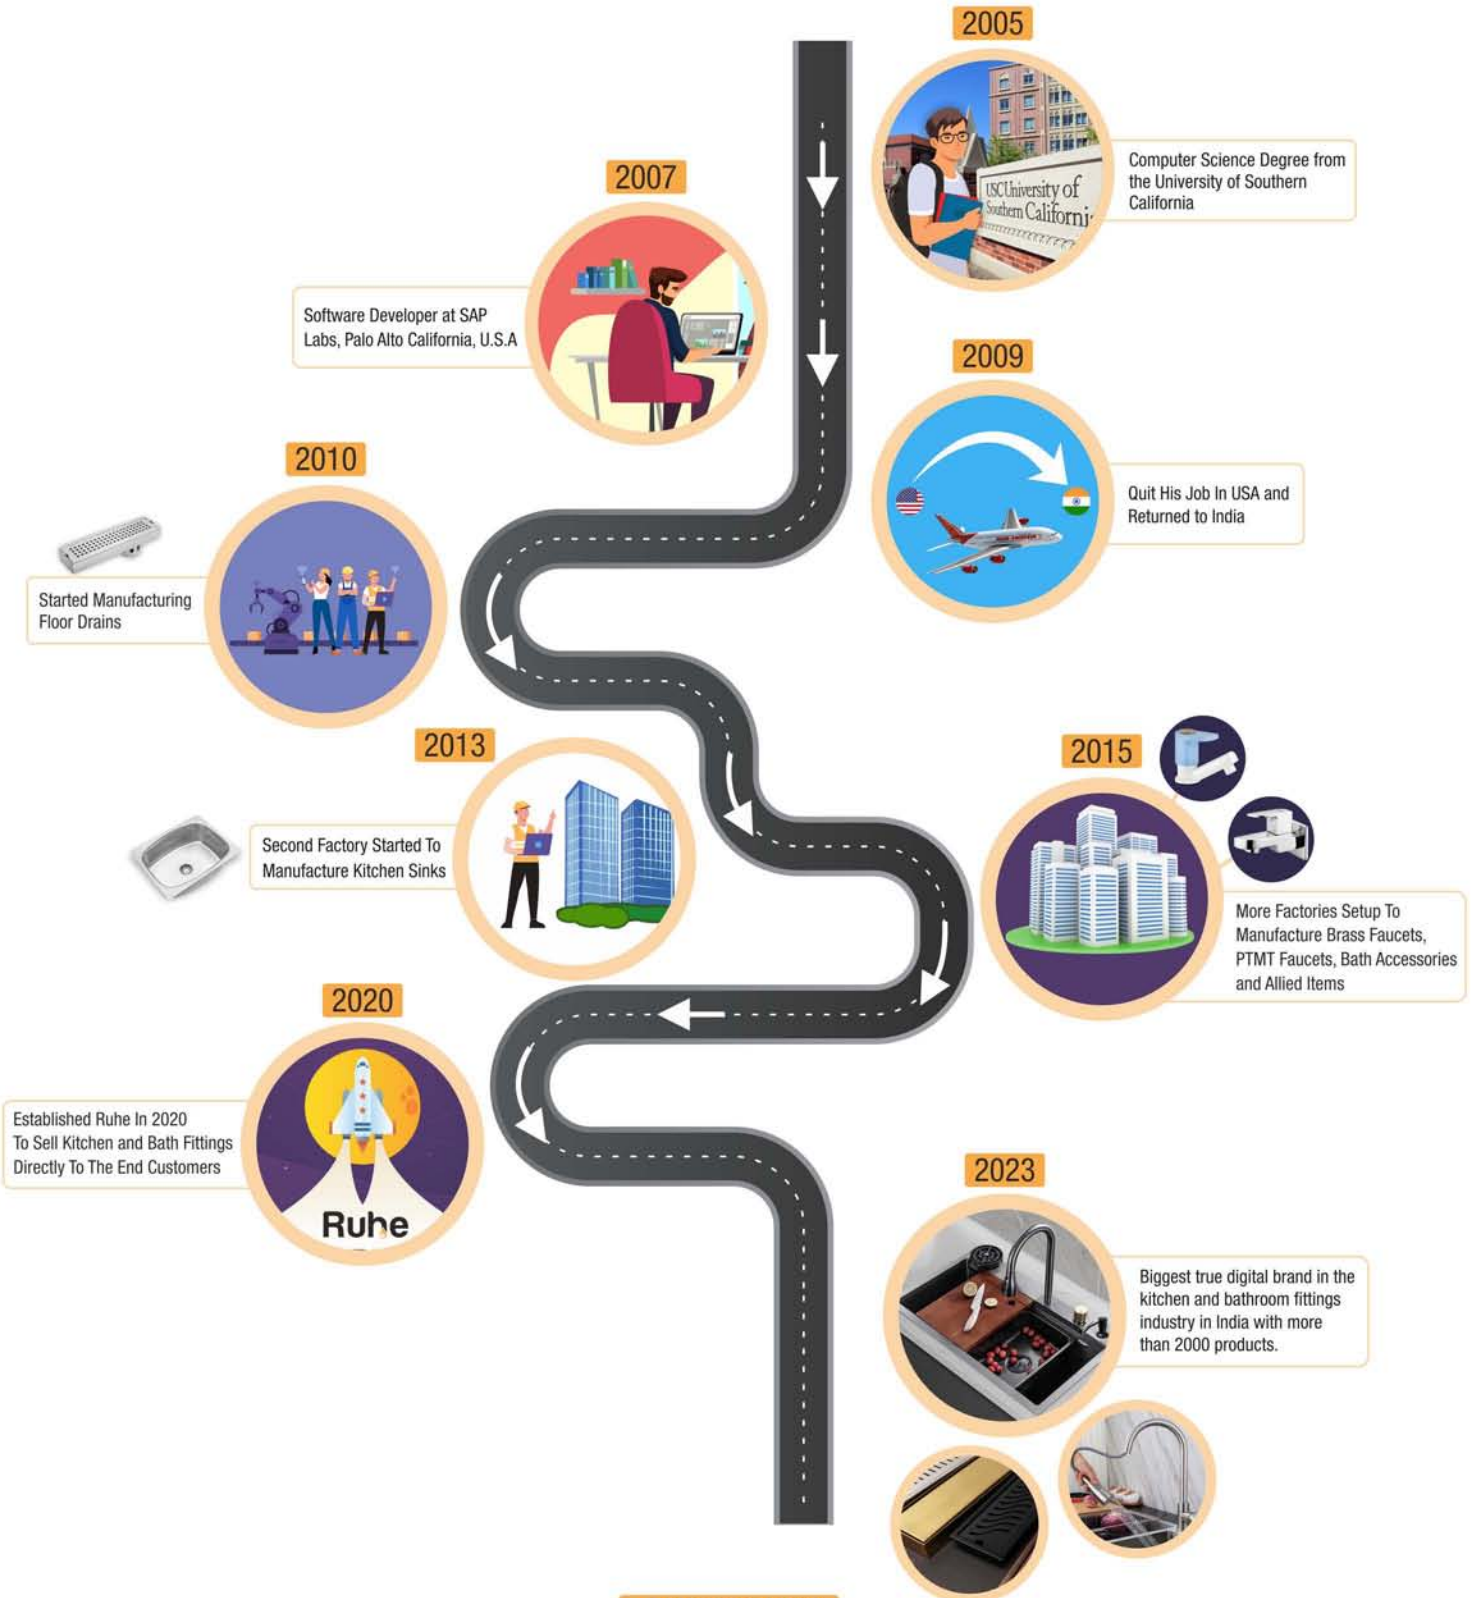 2005
USC University of
Southern Californi
Computer Science Degree from
the University of Southern
California
2007
Software Developer at SAP
Labs, Palo Alto California, U.S.A
2009
Quit His Job In USA and
Returned to India
2010
Started Manufacturing
Floor Drains
2013
Second Factory Started To
Manufacture Kitchen Sinks
2015
More Factories Setup To
Manufacture Brass Faucets,
PTMT Faucets, Bath Accessories
and Allied Items
2020
Established Ruhe In 2020
To Sell Kitchen and Bath Fittings
Directly To The End Customers
Ruhe
2023
Biggest true digital brand in the
kitchen and bathroom fittings
industry in India with more
than 2000 products.